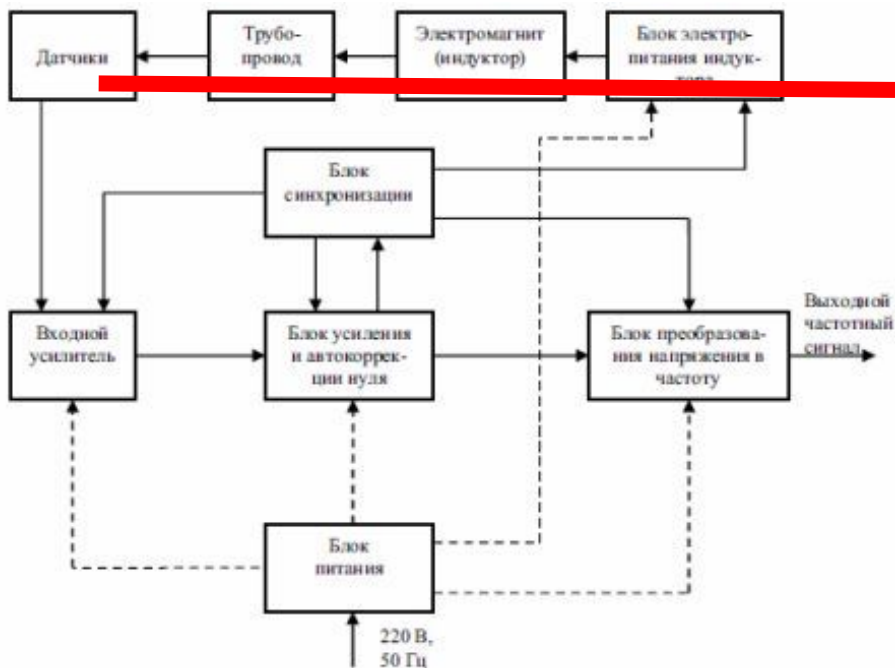 Датчики
Трубо-
провод
Электромагнит
(индуктор)
Блок электро-
питания индук-
Блок
синхронизации
Входной
усилитель
Блок усиления
и автокоррек-
ции нуля
Блок преобразова-
ния напряжения в
частоту
Выходной
частотный
сигнал
Блок
питания
220 В,
50 Гц